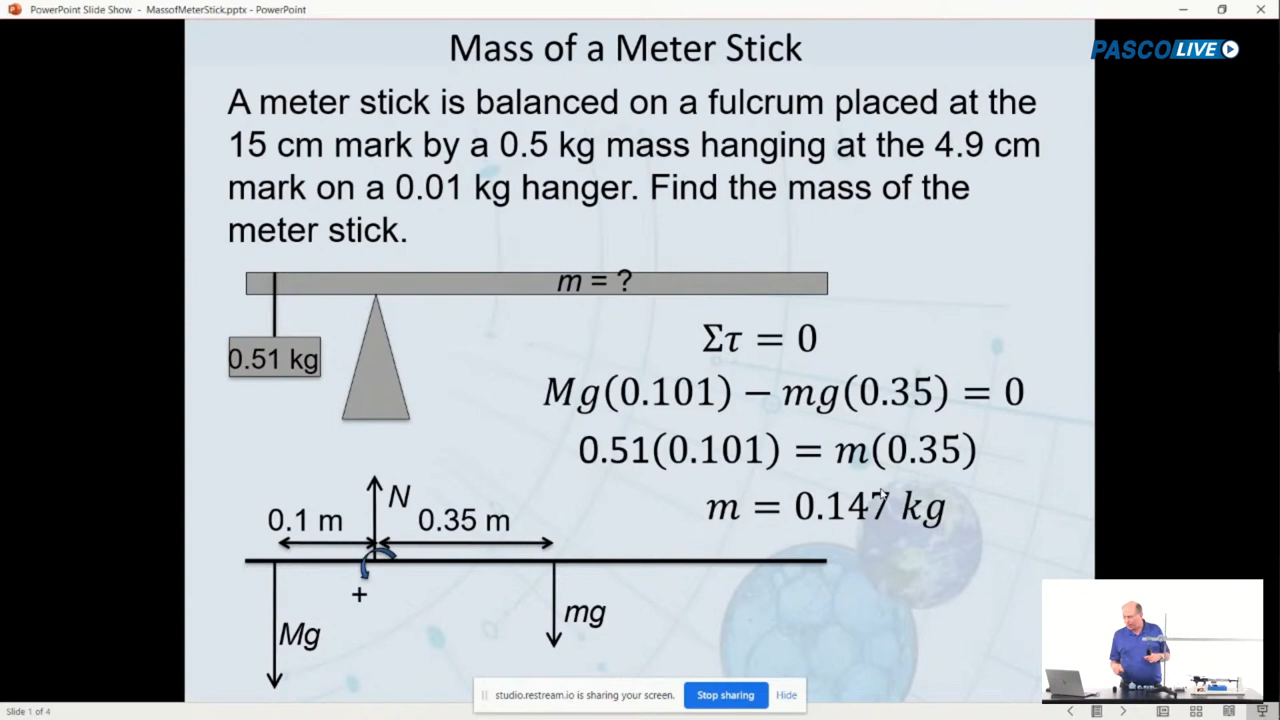 PowerPoint Slide Show - MassofMeterStick.pptx - PowerPoint
PASCO LIVE
Mass of a Meter Stick
A meter stick is balanced on a fulcrum placed at the
15 cm mark by a 0.5 kg mass hanging at the 4.9 cm
mark on a 0.01 kg hanger. Find the mass of the
meter stick.
m = ?
0.51 kg
Στ = 0
Mg(0.101) − mg(0.35) = 0
0.51(0.101) = m(0.35)
m = 0.147 kg
N
0.1 m
0.35 m
+
Mg
mg
studio.restream.io is sharing your screen.
Stop sharing
Hide
Slide 1 of 4